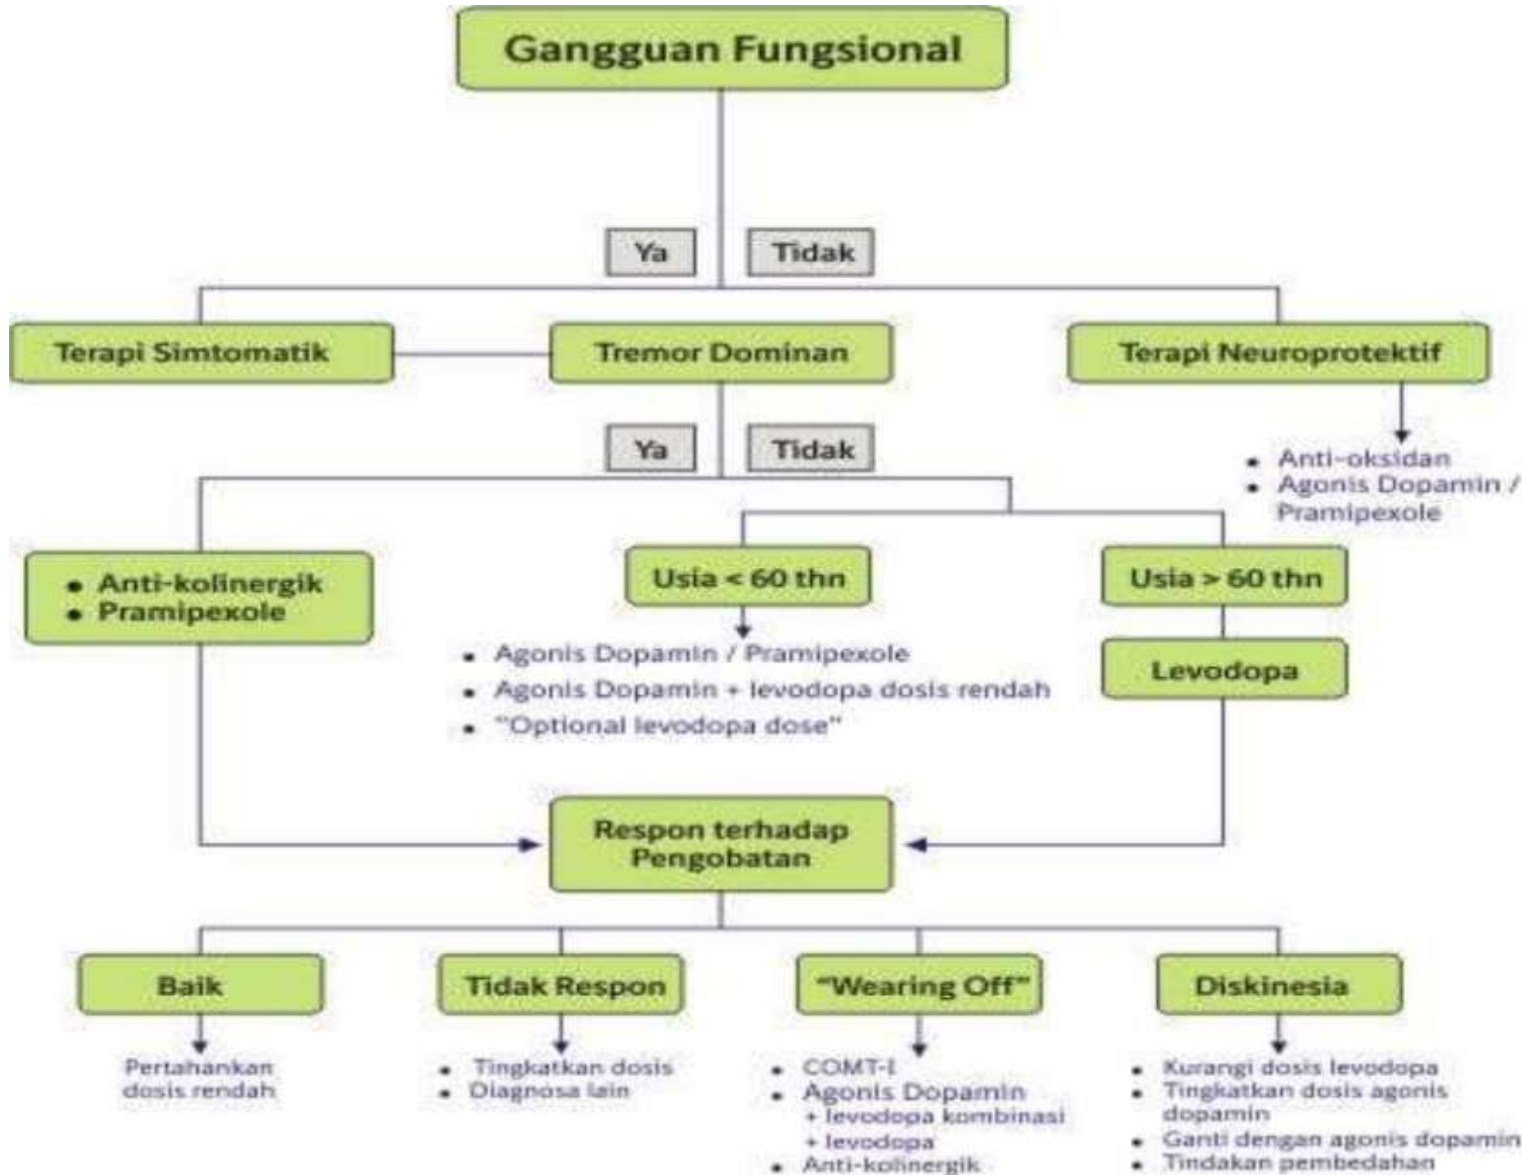 Gangguan Fungsional
Ya
Tidak
Terapi Simtomatik
Tremor Dominan
Terapi Neuroprotektif
Ya
Tidak
• Anti-oksidan
• Agonis Dopamin /
Pramipexole
• Anti-kolinergik
• Pramipexole
Usia < 60 thn
Usia > 60 thn
• Agonis Dopamin / Pramipexole
• Agonis Dopamin + levodopa dosis rendah
• "Optional levodopa dose"
Levodopa
Respon terhadap
Pengobatan
Baik
Tidak Respon
"Wearing Off"
Diskinesia
Pertahankan
dosis rendah
• Tingkatkan dosis
• Diagnosa lain
• COMT-I
• Agonis Dopamin
+ levodopa kombinasi
+ levodopa
• Anti-kolinergik
• Kurangi dosis levodopa
• Tingkatkan dosis agonis
dopamin
• Ganti dengan agonis dopamin
• Tindakan pembedahan